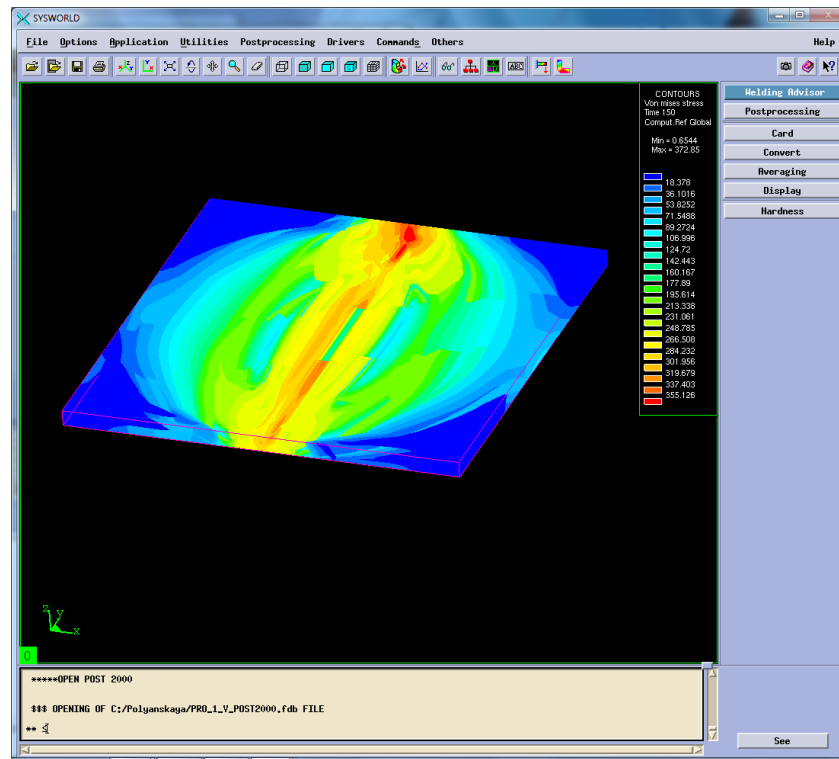 SYSWORLD
File Options Application Utilities Postprocessing Drivers Commands Others Help
ABC
CONTOURS
Von mises stress
Time 150
Comput.Ref Global
Min = 0.6544
Max = 372.85
18.378
36.1016
53.8252
71.5488
89.2724
106.996
124.72
142.443
160.167
177.89
195.614
213.338
231.061
248.785
266.508
284.232
301.956
319.679
337.403
355.126
Welding Advisor
Postprocessing
Card
Convert
Averaging
Display
Hardness
z y x
0
*****OPEN POST 2000
$$$ OPENING OF C:/Polyanskaya/PRO_1_V_POST2000.fdb FILE
**
See